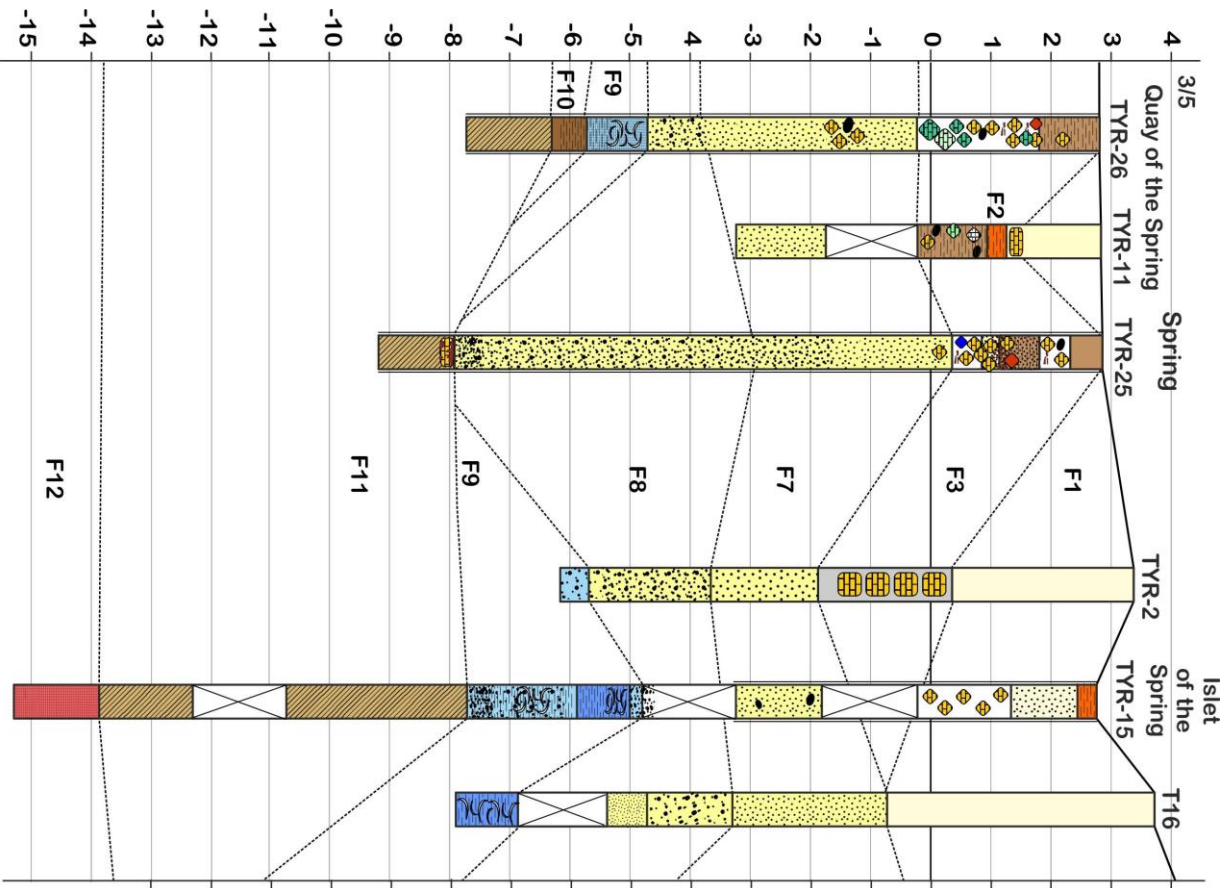 3/5
Quay of the Spring
Spring
Islet
of the
Spring
TYR-26
TYR-11
TYR-25
TYR-2
TYR-15
T16
4
3
2
1
0
-1
-2
-3
-4
-5
-6
-7
-8
-9
-10
-11
-12
-13
-14
-15
F1
F2
F3
F7
F8
F9
F10
F9
F11
F12